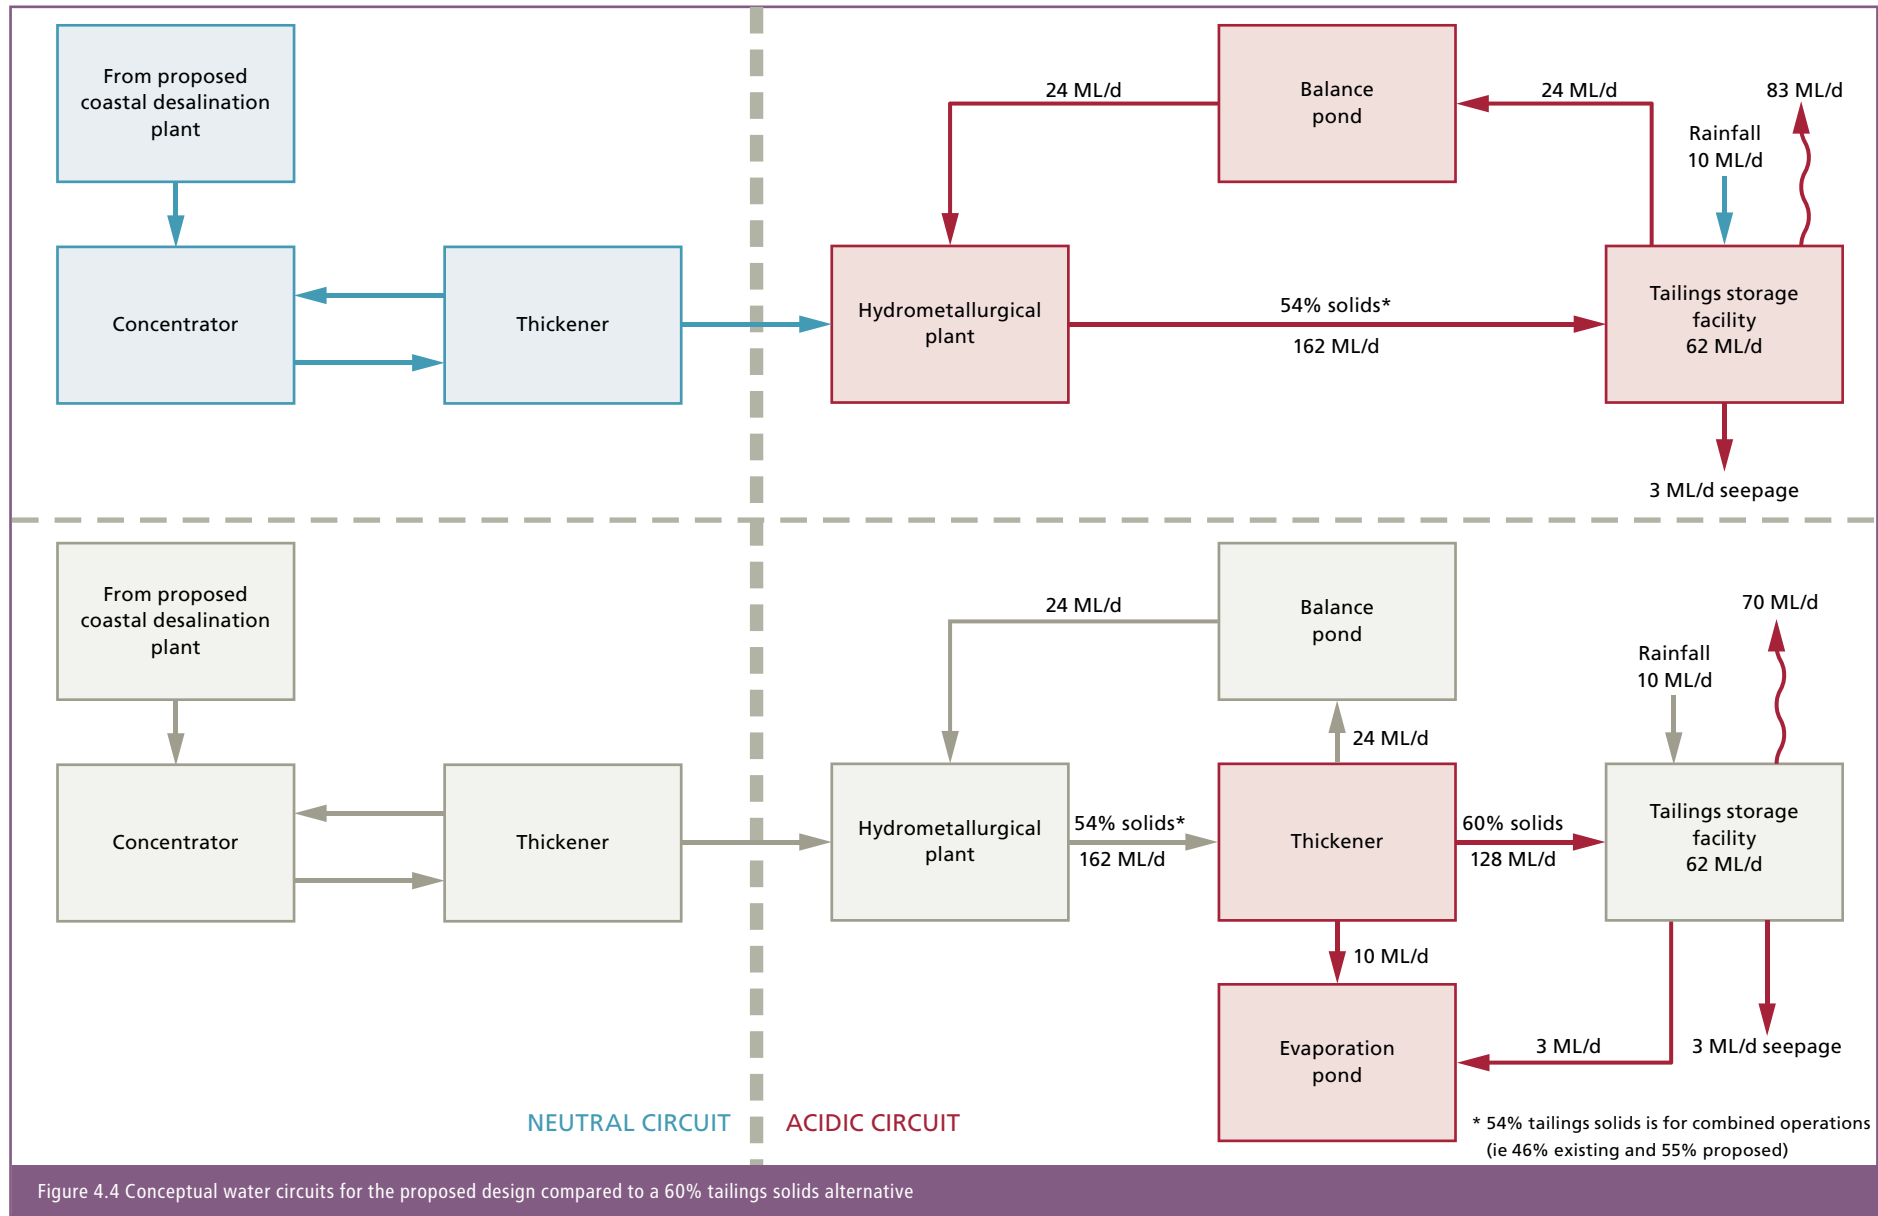 From proposed
coastal desalination
plant
Concentrator
Thickener
24 ML/d
Balance
pond
24 ML/d
83 ML/d
Rainfall
10 ML/d
Hydrometallurgical
plant
54% solids*
162 ML/d
Tailings storage
facility
62 ML/d
3 ML/d seepage
From proposed
coastal desalination
plant
Concentrator
Thickener
24 ML/d
Balance
pond
24 ML/d
70 ML/d
Rainfall
10 ML/d
Hydrometallurgical
plant
54% solids*
162 ML/d
Thickener
60% solids
128 ML/d
Tailings storage
facility
62 ML/d
10 ML/d
Evaporation
pond
3 ML/d
3 ML/d seepage
NEUTRAL CIRCUIT
ACIDIC CIRCUIT
* 54% tailings solids is for combined operations
(ie 46% existing and 55% proposed)
Figure 4.4 Conceptual water circuits for the proposed design compared to a 60% tailings solids alternative